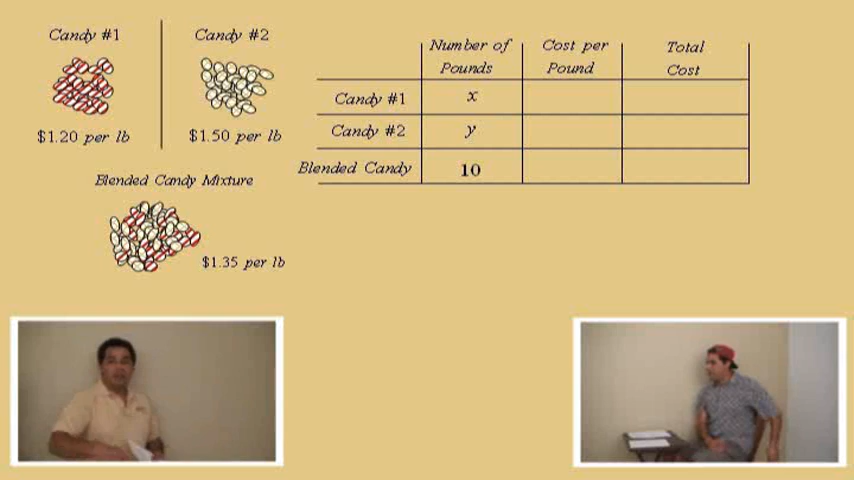 Candy #1
Candy #2
$1.20 per lb
$1.50 per lb
Blended Candy Mixture
$1.35 per lb
Number of Pounds
Cost per Pound
Total Cost
Candy #1
x
Candy #2
y
Blended Candy
10